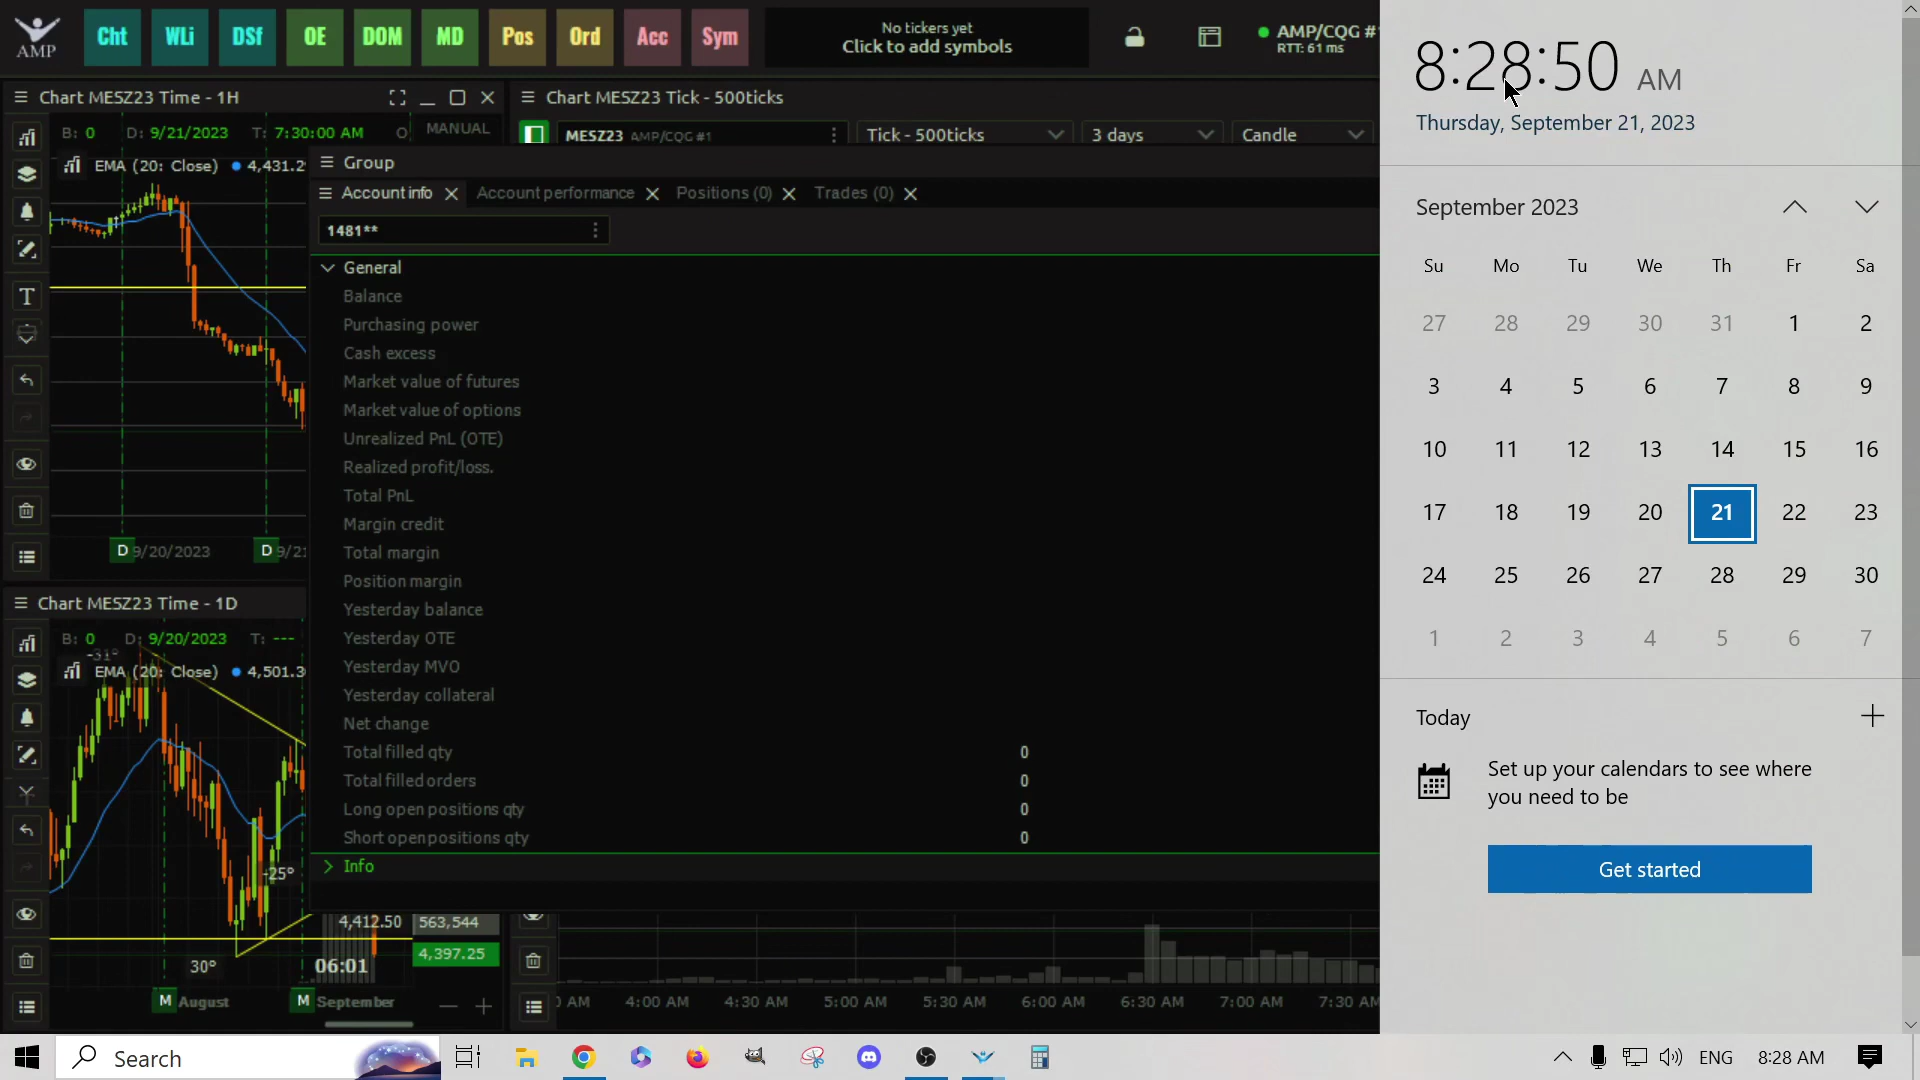 AMP
Cht WLi DSf OE DOM MD Pos Ord Acc Sym
No tickers yet
Click to add symbols
AMP/CQG #
RTT: 61 ms
Chart MESZ23 Time - 1H
B: 0 D: 9/21/2023 T: 7:30:00 AM O
MANUAL
EMA (20: Close) 4,431.2
D 9/20/2023 D 9/21
Chart MESZ23 Tick - 500ticks
MESZ23 AMP/CQG #1 Tick - 500ticks 3 days Candle
Group
Account info Account performance Positions (0) Trades (0)
1481**
General
Balance
Purchasing power
Cash excess
Market value of futures
Market value of options
Unrealized PnL (OTE)
Realized profit/loss.
Total PnL
Margin credit
Total margin
Position margin
Yesterday balance
Yesterday OTE
Yesterday MVO
Yesterday collateral
Net change
Total filled qty 0
Total filled orders 0
Long open positions qty 0
Short open positions qty 0
Info
Chart MESZ23 Time - 1D
B: 0 D: 9/20/2023 T: ---
-31°
EMA (20: Close) 4,501.3
-25°
4,412.50 563,544
4,397.25
30° 06:01
M August M September
AM 4:00 AM 4:30 AM 5:00 AM 5:30 AM 6:00 AM 6:30 AM 7:00 AM 7:30 AM
8:28:50 AM
Thursday, September 21, 2023
September 2023
Su Mo Tu We Th Fr Sa
27 28 29 30 31 1 2
3 4 5 6 7 8 9
10 11 12 13 14 15 16
17 18 19 20 21 22 23
24 25 26 27 28 29 30
1 2 3 4 5 6 7
Today
Set up your calendars to see where
you need to be
Get started
Search
ENG 8:28 AM